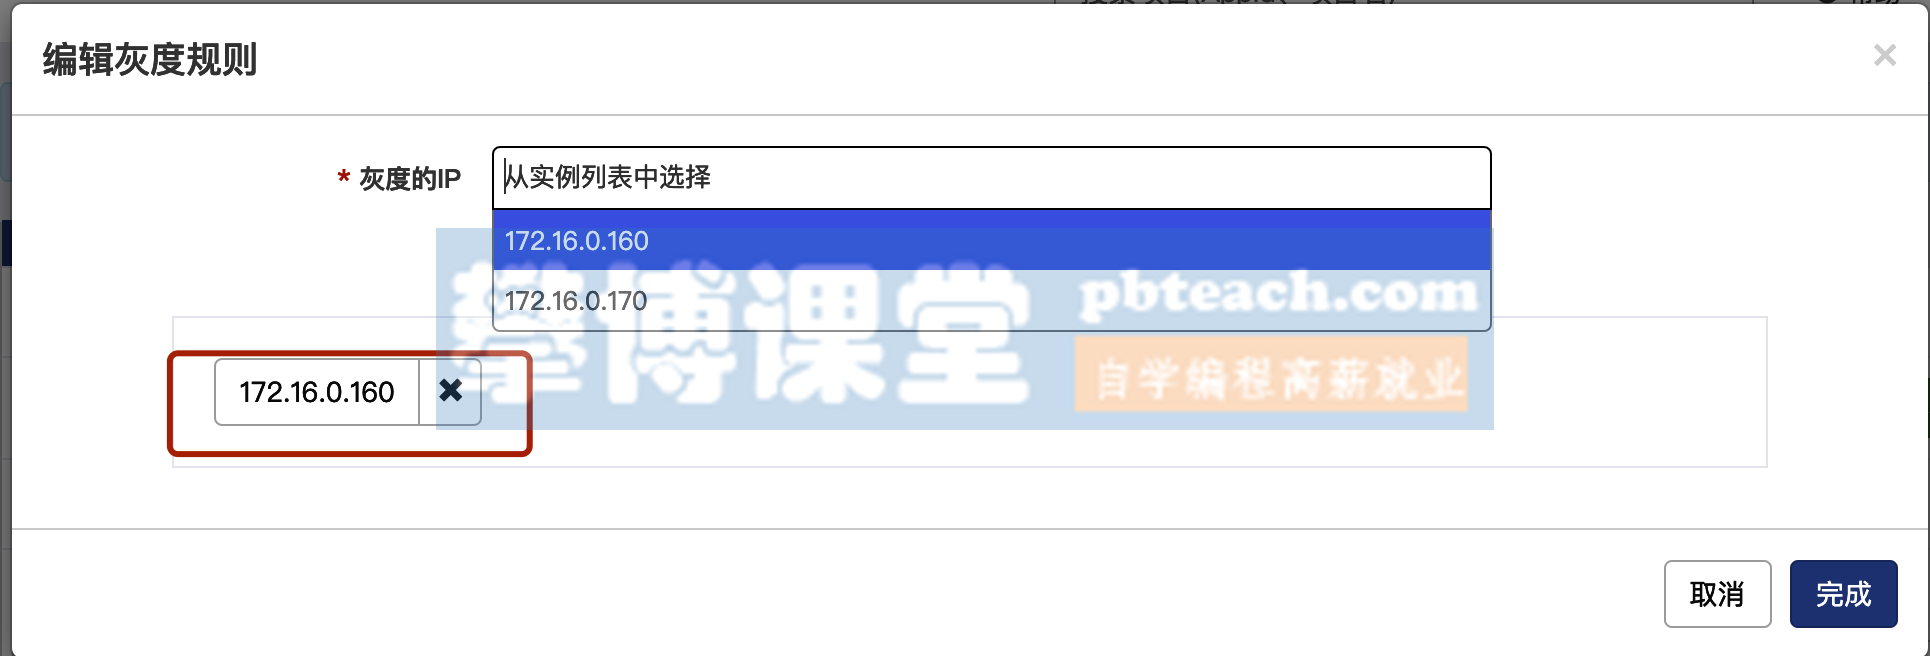 编辑灰度规则
×
* 灰度的IP
从实例列表中选择
172.16.0.160
172.16.0.170
攀博课堂
pbteach.com
自学编程高薪就业
172.16.0.160
取消
完成